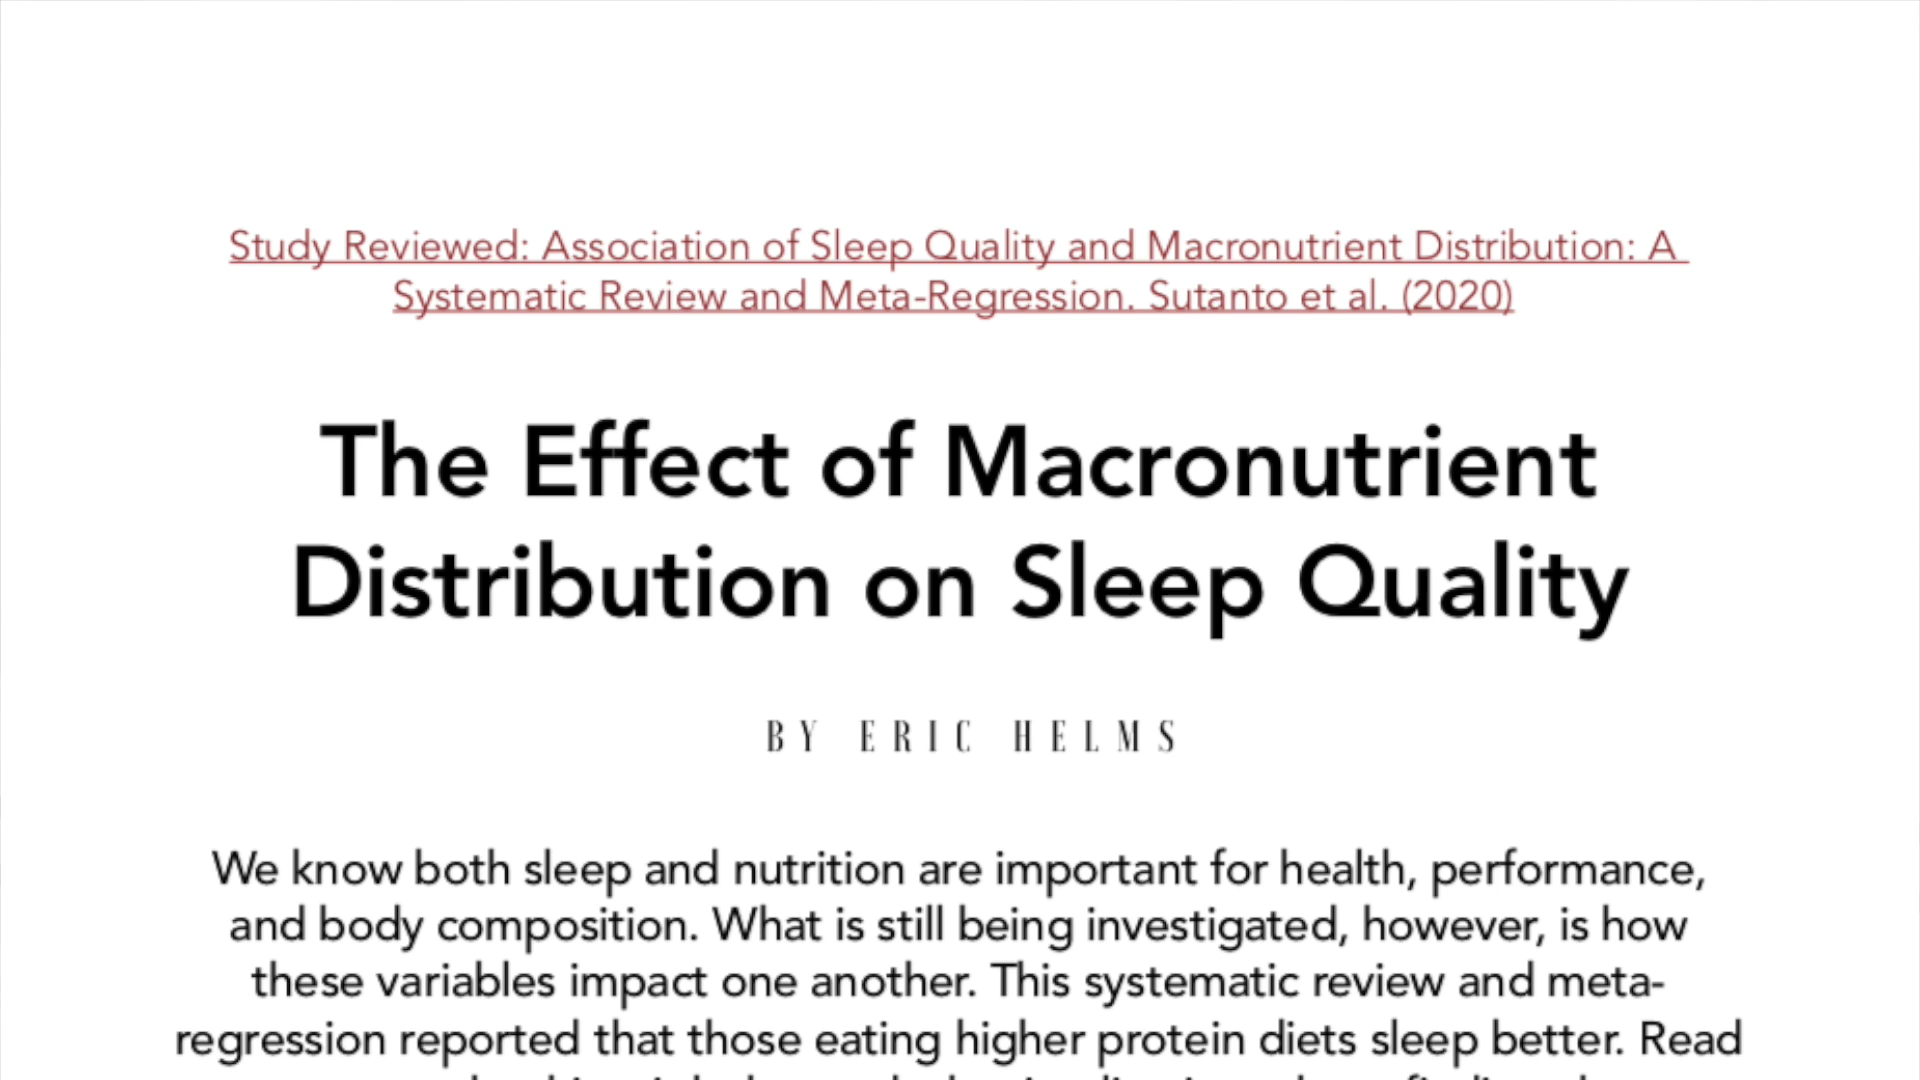 Study Reviewed: Association of Sleep Quality and Macronutrient Distribution: A
Systematic Review and Meta-Regression. Sutanto et al. (2020)
The Effect of Macronutrient
Distribution on Sleep Quality
BY ERIC HELMS
We know both sleep and nutrition are important for health, performance,
and body composition. What is still being investigated, however, is how
these variables impact one another. This systematic review and meta-
regression reported that those eating higher protein diets sleep better. Read